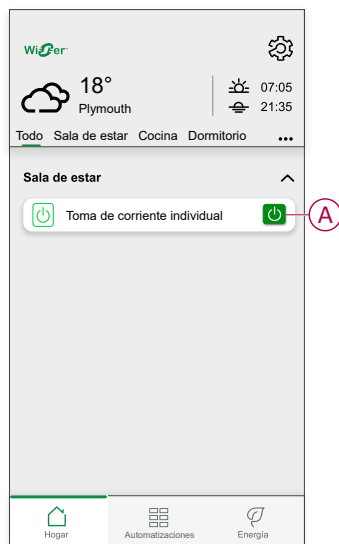 Wiser
18°
Plymouth
07:05
21:35
Todo Sala de estar Cocina Dormitorio
Sala de estar
Toma de corriente individual
A
Hogar Automatizaciones Energía